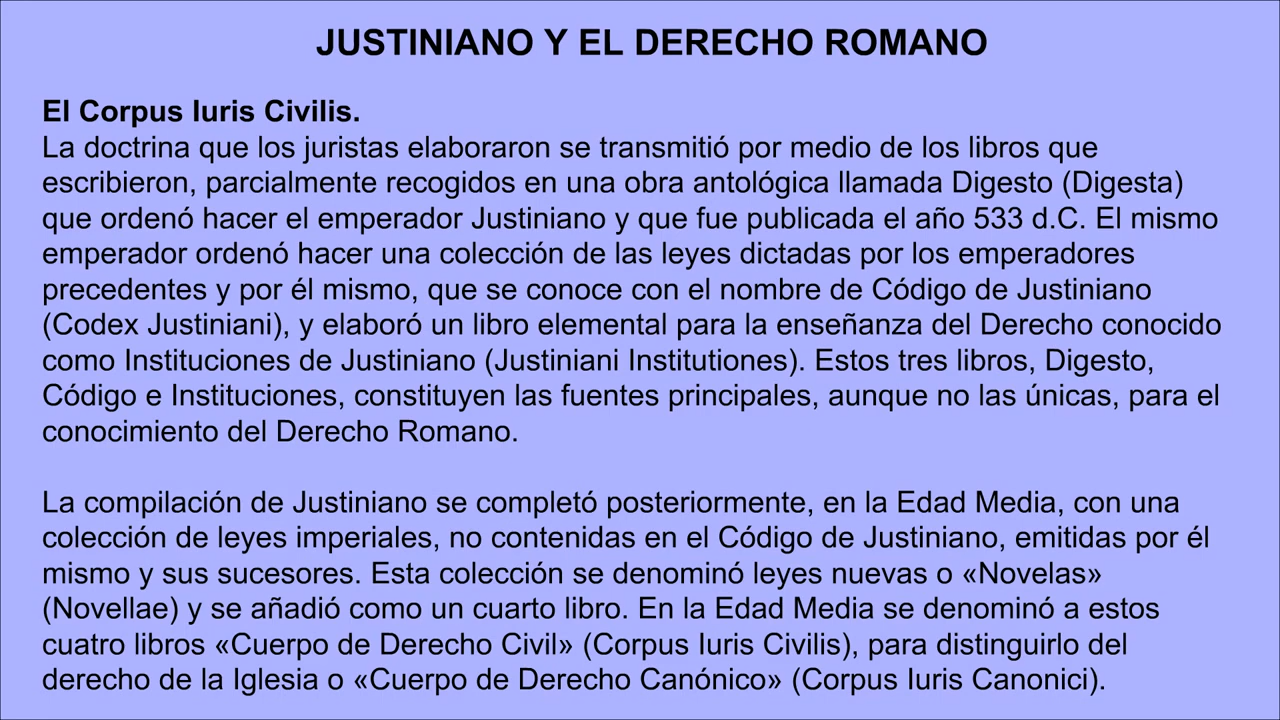 JUSTINIANO Y EL DERECHO ROMANO
El Corpus Iuris Civilis.
La doctrina que los juristas elaboraron se transmitió por medio de los libros que
escribieron, parcialmente recogidos en una obra antológica llamada Digesto (Digesta)
que ordenó hacer el emperador Justiniano y que fue publicada el año 533 d.C. El mismo
emperador ordenó hacer una colección de las leyes dictadas por los emperadores
precedentes y por él mismo, que se conoce con el nombre de Código de Justiniano
(Codex Justiniani), y elaboró un libro elemental para la enseñanza del Derecho conocido
como Instituciones de Justiniano (Justiniani Institutiones). Estos tres libros, Digesto,
Código e Instituciones, constituyen las fuentes principales, aunque no las únicas, para el
conocimiento del Derecho Romano.
La compilación de Justiniano se completó posteriormente, en la Edad Media, con una
colección de leyes imperiales, no contenidas en el Código de Justiniano, emitidas por él
mismo y sus sucesores. Esta colección se denominó leyes nuevas o «Novelas»
(Novellae) y se añadió como un cuarto libro. En la Edad Media se denominó a estos
cuatro libros «Cuerpo de Derecho Civil» (Corpus Iuris Civilis), para distinguirlo del
derecho de la Iglesia o «Cuerpo de Derecho Canónico» (Corpus Iuris Canonici).